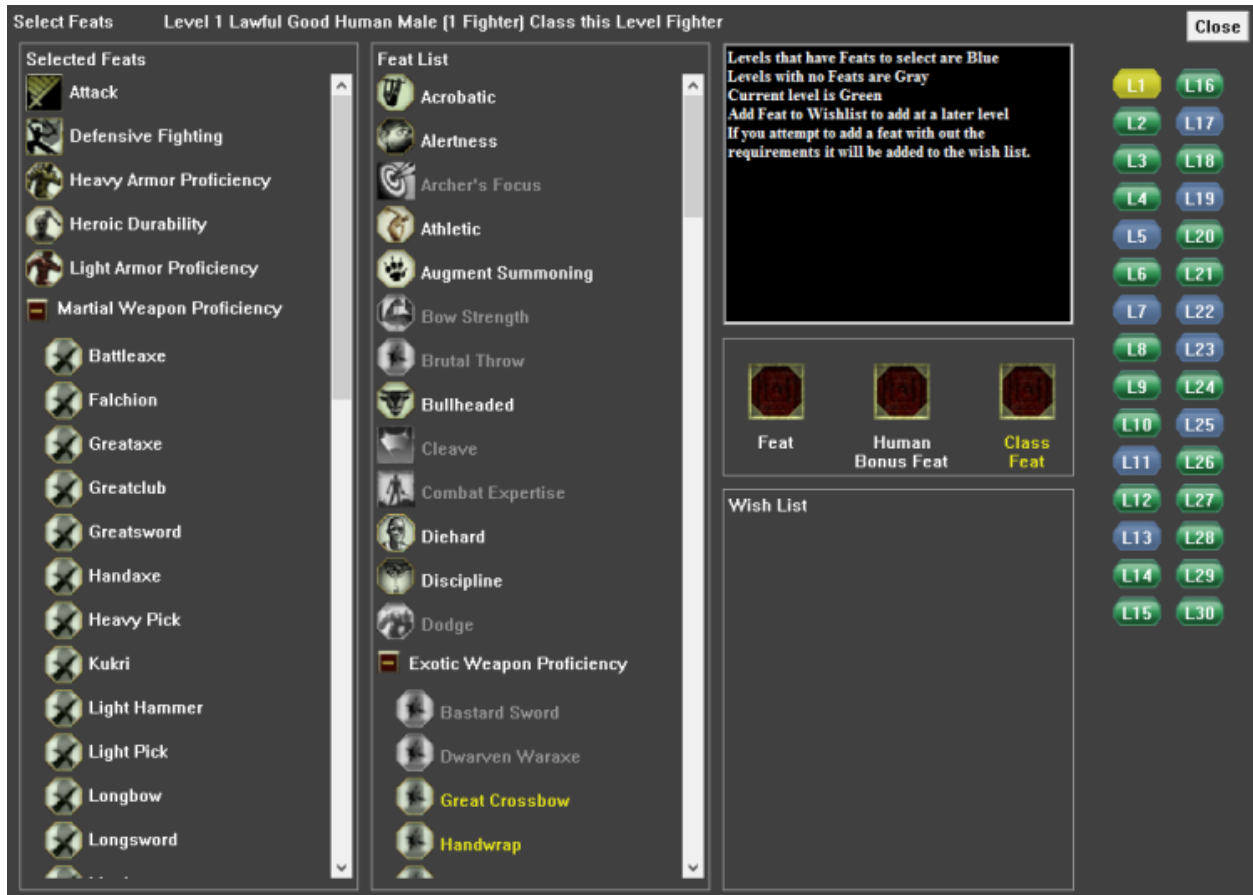 Select Feats Level 1 Lawful Good Human Male (1 Fighter) Class this Level Fighter
Close
Selected Feats
Attack
Defensive Fighting
Heavy Armor Proficiency
Heroic Durability
Light Armor Proficiency
Martial Weapon Proficiency
Battleaxe
Falchion
Greataxe
Greatclub
Greatsword
Handaxe
Heavy Pick
Kukri
Light Hammer
Light Pick
Longbow
Longsword
Feat List
Acrobatic
Alertness
Archer's Focus
Athletic
Augment Summoning
Bow Strength
Brutal Throw
Bullheaded
Cleave
Combat Expertise
Diehard
Discipline
Dodge
Exotic Weapon Proficiency
Bastard Sword
Dwarven Waraxe
Great Crossbow
Handwrap
Levels that have Feats to select are Blue
Levels with no Feats are Gray
Current level is Green
Add Feat to Wishlist to add at a later level
If you attempt to add a feat with out the
requirements it will be added to the wish list.
Feat
Human
Bonus Feat
Class
Feat
Wish List
L1 L16
L2 L17
L3 L18
L4 L19
L5 L20
L6 L21
L7 L22
L8 L23
L9 L24
L10 L25
L11 L26
L12 L27
L13 L28
L14 L29
L15 L30